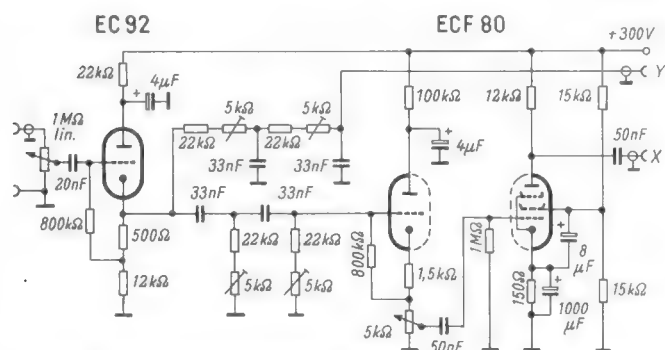 EC 92 ECF 80
+300V
22kΩ 4µF Y
5kΩ 5kΩ 100kΩ 12kΩ 15kΩ
1MΩ lin. 22kΩ 22kΩ 4µF 50nF X
20nF 33nF 33nF
33nF 33nF
800kΩ 500Ω 22kΩ 22kΩ 800kΩ 1MΩ 8 µF
12kΩ 5kΩ 5kΩ 1,5kΩ 150Ω 1000 µF 15kΩ
5kΩ 50nF